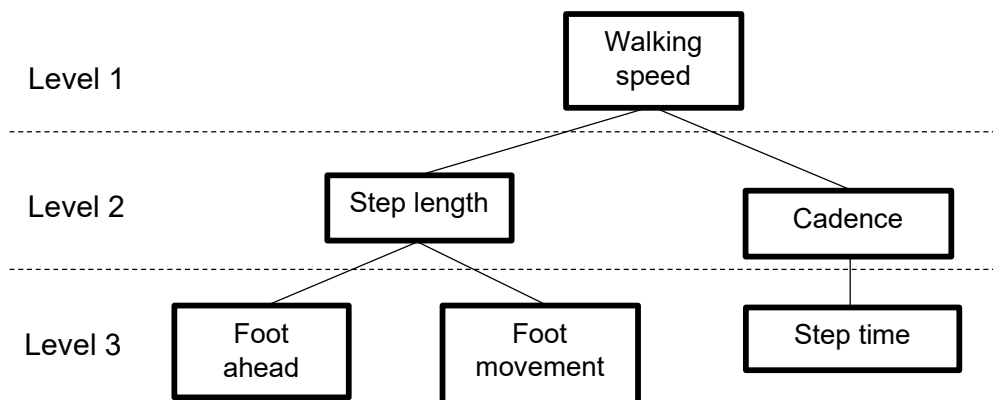 Walking
speed
Level 1
Level 2
Step length
Cadence
Level 3
Foot
ahead
Foot
movement
Step time